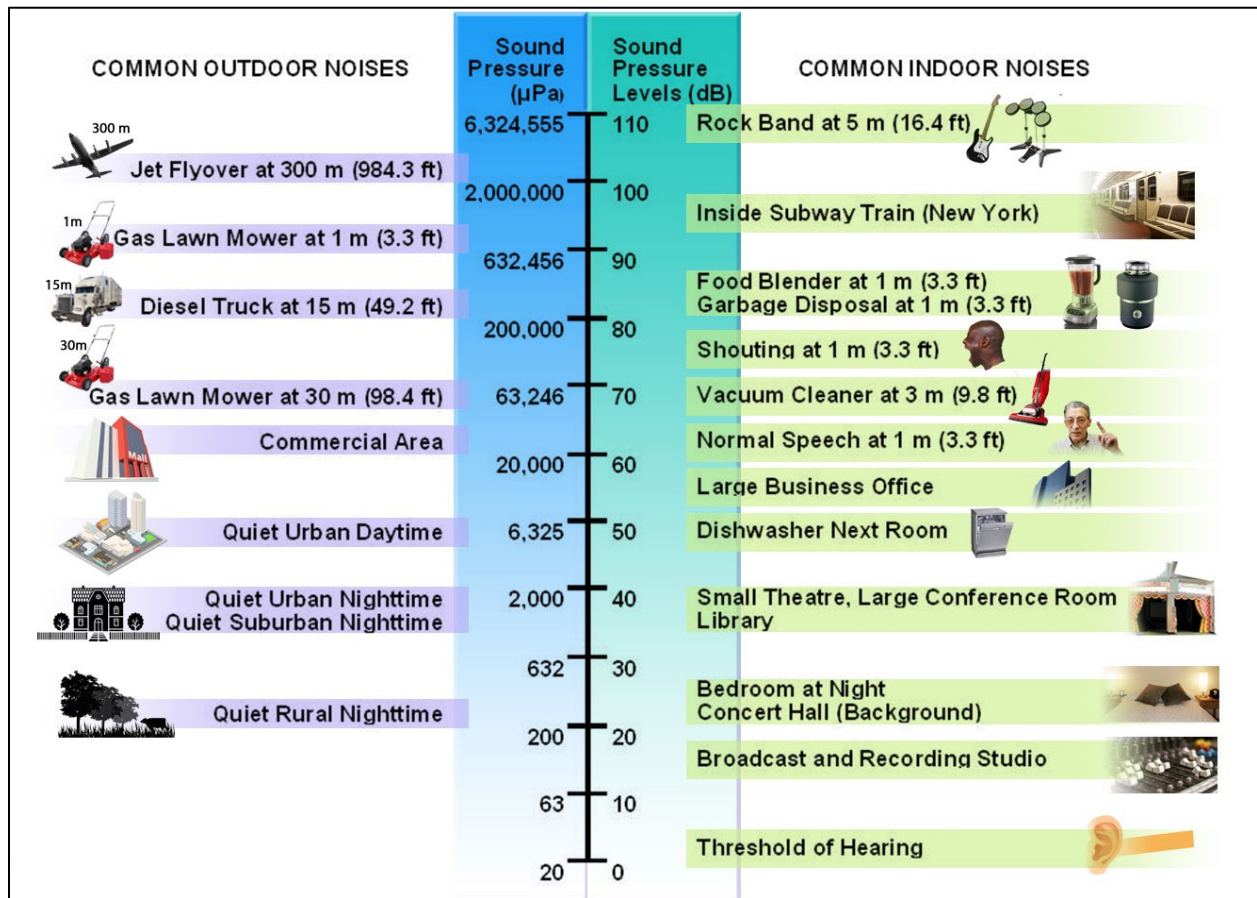 COMMON OUTDOOR NOISES
Sound
Pressure
(µPa)
Sound
Pressure
Levels (dB)
COMMON INDOOR NOISES
6,324,555
110
2,000,000
100
632,456
90
200,000
80
63,246
70
20,000
60
6,325
50
2,000
40
632
30
200
20
63
10
20
0
300 m
Jet Flyover at 300 m (984.3 ft)
1m
Gas Lawn Mower at 1 m (3.3 ft)
15m
Diesel Truck at 15 m (49.2 ft)
30m
Gas Lawn Mower at 30 m (98.4 ft)
Mall
Commercial Area
Quiet Urban Daytime
Quiet Urban Nighttime
Quiet Suburban Nighttime
Quiet Rural Nighttime
Rock Band at 5 m (16.4 ft)
Inside Subway Train (New York)
Food Blender at 1 m (3.3 ft)
Garbage Disposal at 1 m (3.3 ft)
Shouting at 1 m (3.3 ft)
Vacuum Cleaner at 3 m (9.8 ft)
Normal Speech at 1 m (3.3 ft)
Large Business Office
Dishwasher Next Room
Small Theatre, Large Conference Room
Library
Bedroom at Night
Concert Hall (Background)
Broadcast and Recording Studio
Threshold of Hearing